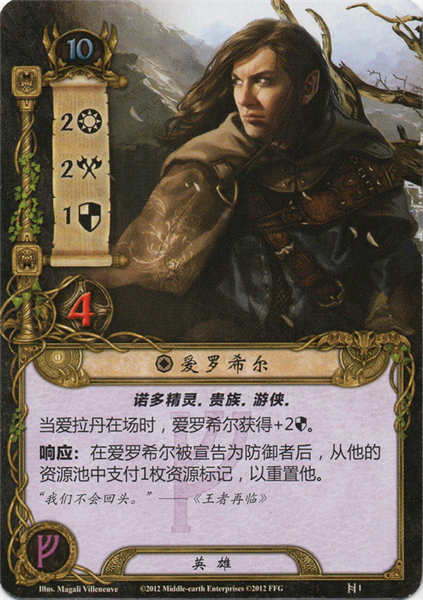 10
2
2
1
4
爱罗希尔
诺多精灵. 贵族. 游侠.
当爱拉丹在场时，爱罗希尔获得+2。
响应：在爱罗希尔被宣告为防御者后，从他的
资源池中支付1枚资源标记，以重置他。
“我们不会回头。”——《王者再临》
英雄
Illus. Magali Villeneuve ©2012 Middle-earth Enterprises ©2012 FFG 1